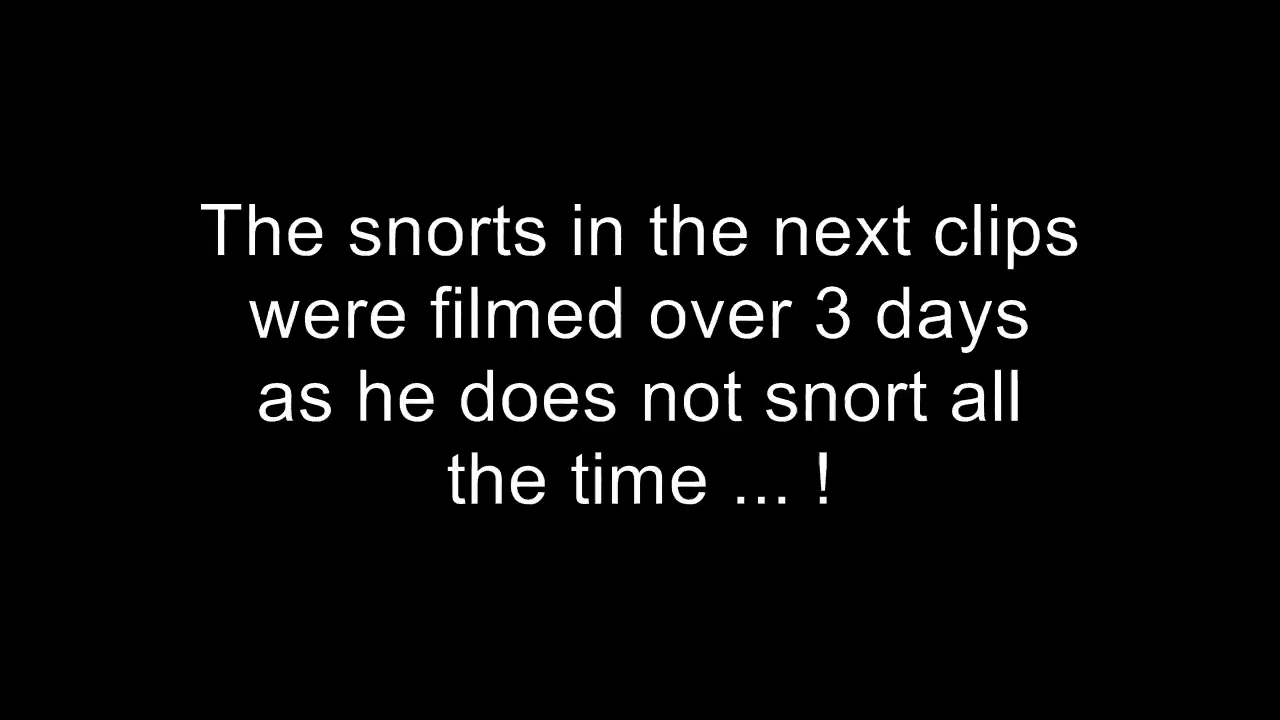 The snorts in the next clips
were filmed over 3 days
as he does not snort all
the time ... !